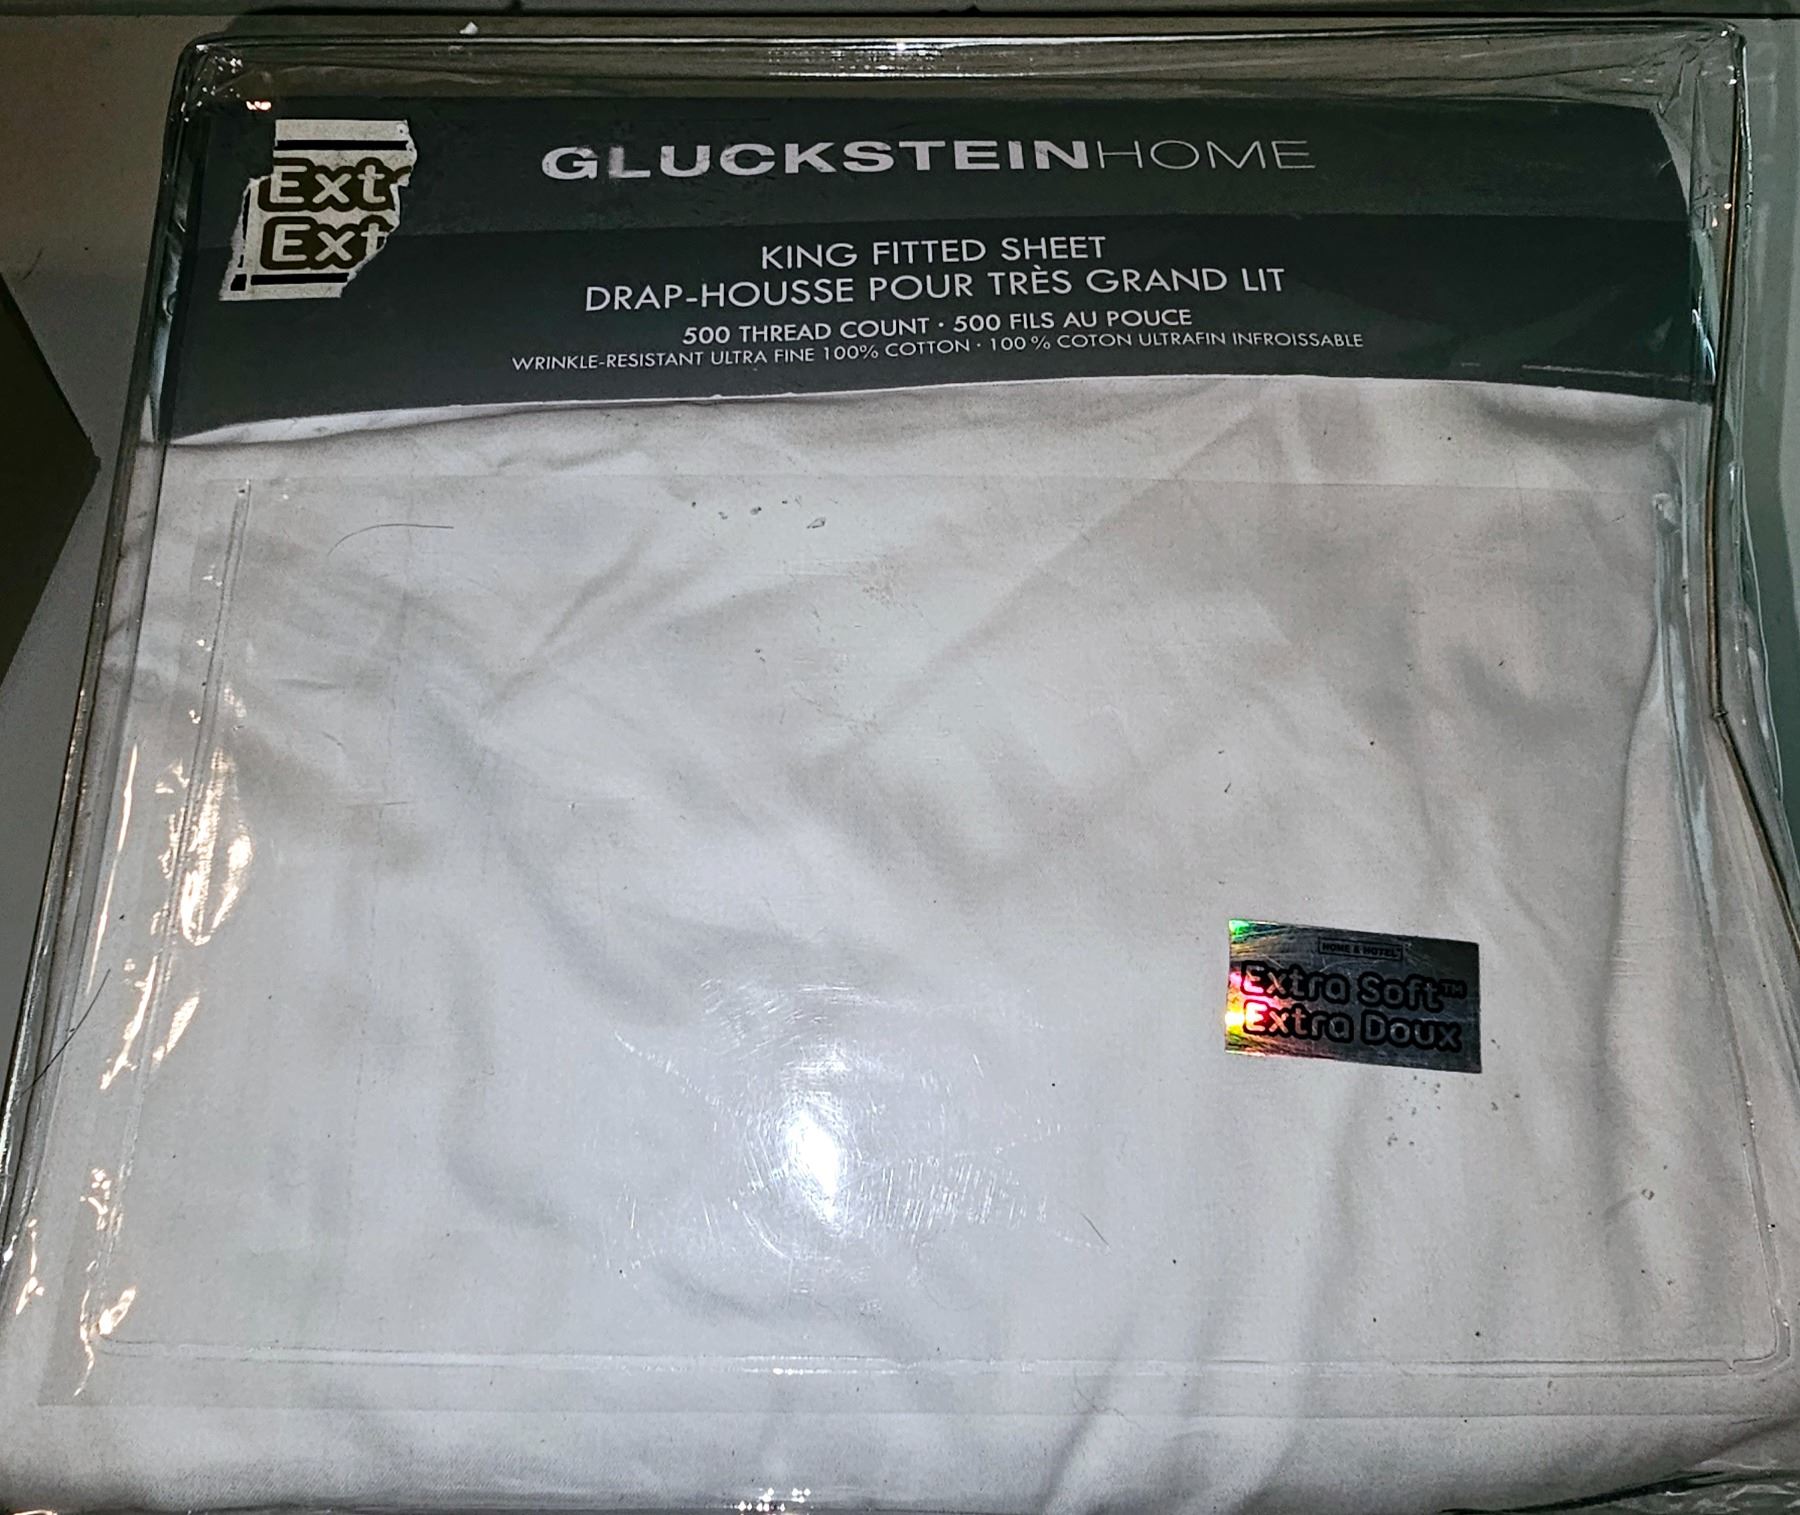 Ext
Ext
GLUCKSTEINHOME
KING FITTED SHEET
DRAP-HOUSSE POUR TRÈS GRAND LIT
500 THREAD COUNT · 500 FILS AU POUCE
WRINKLE-RESISTANT ULTRA FINE 100% COTTON · 100 % COTON ULTRAFIN INFROISSABLE
HOME & HOTEL
Extra Soft™
Extra Doux